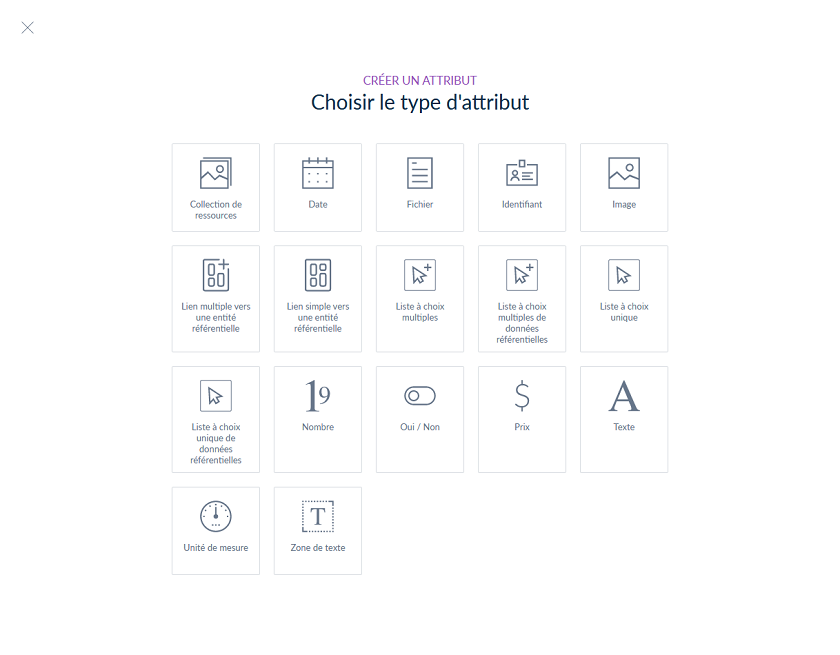 CRÉER UN ATTRIBUT
Choisir le type d'attribut
Collection de
ressources
Date
Fichier
Identifiant
Image
Lien multiple vers
une entité
référentielle
Lien simple vers
une entité
référentielle
Liste à choix
multiples
Liste à choix
multiples de
données
référentielles
Liste à choix
unique
Liste à choix
unique de
données
référentielles
19
Nombre
Oui / Non
$
Prix
A
Texte
Unité de mesure
T
Zone de texte